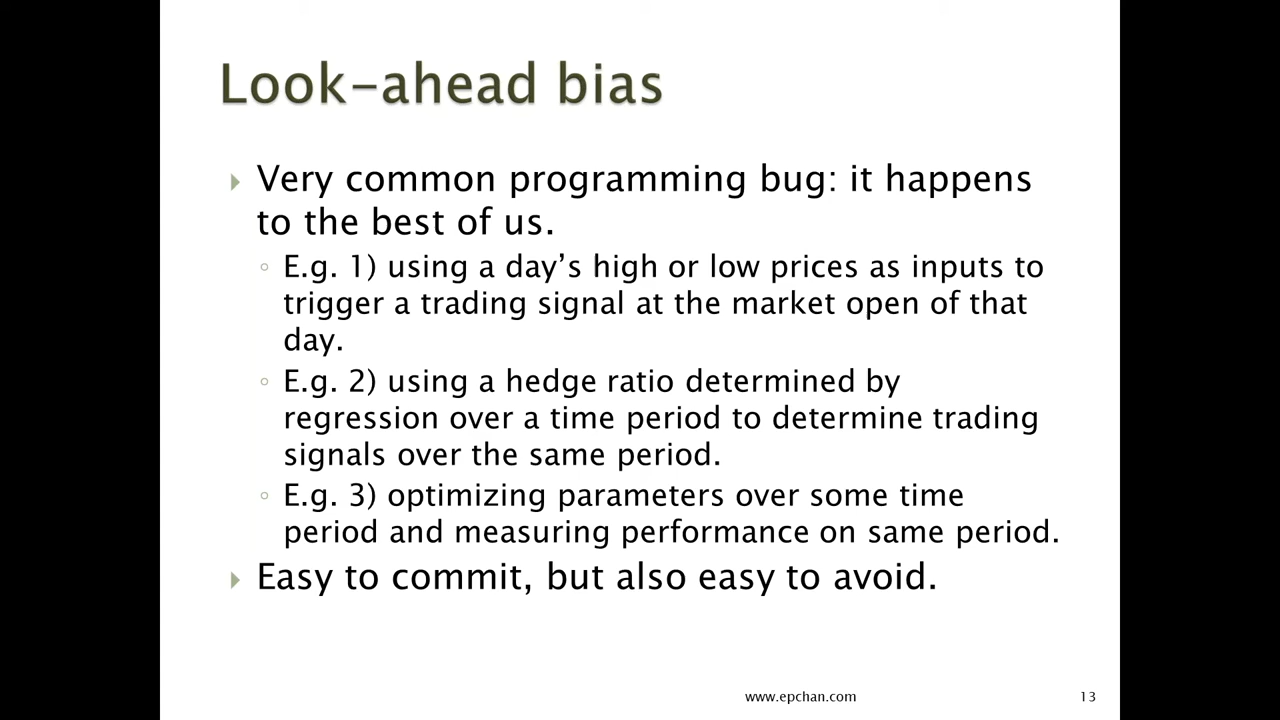 Look-ahead bias
Very common programming bug: it happens
to the best of us.
E.g. 1) using a day’s high or low prices as inputs to
trigger a trading signal at the market open of that
day.
E.g. 2) using a hedge ratio determined by
regression over a time period to determine trading
signals over the same period.
E.g. 3) optimizing parameters over some time
period and measuring performance on same period.
Easy to commit, but also easy to avoid.
www.epchan.com
13